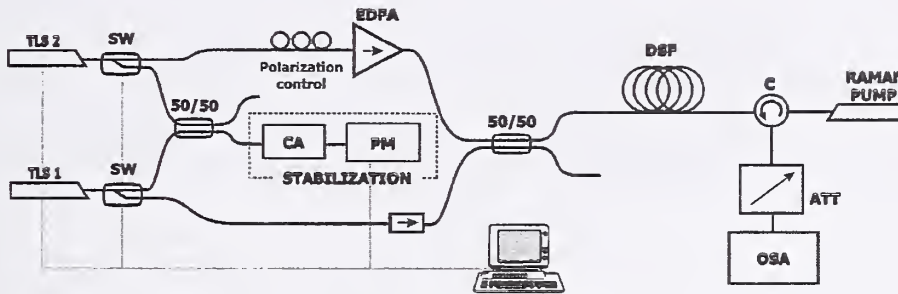 TLS 2
SW
Polarization
control
EDFA
50/50
CA
PM
STABILIZATION
TLS 1
SW
50/50
DSF
C
RAMAN
PUMP
ATT
OSA